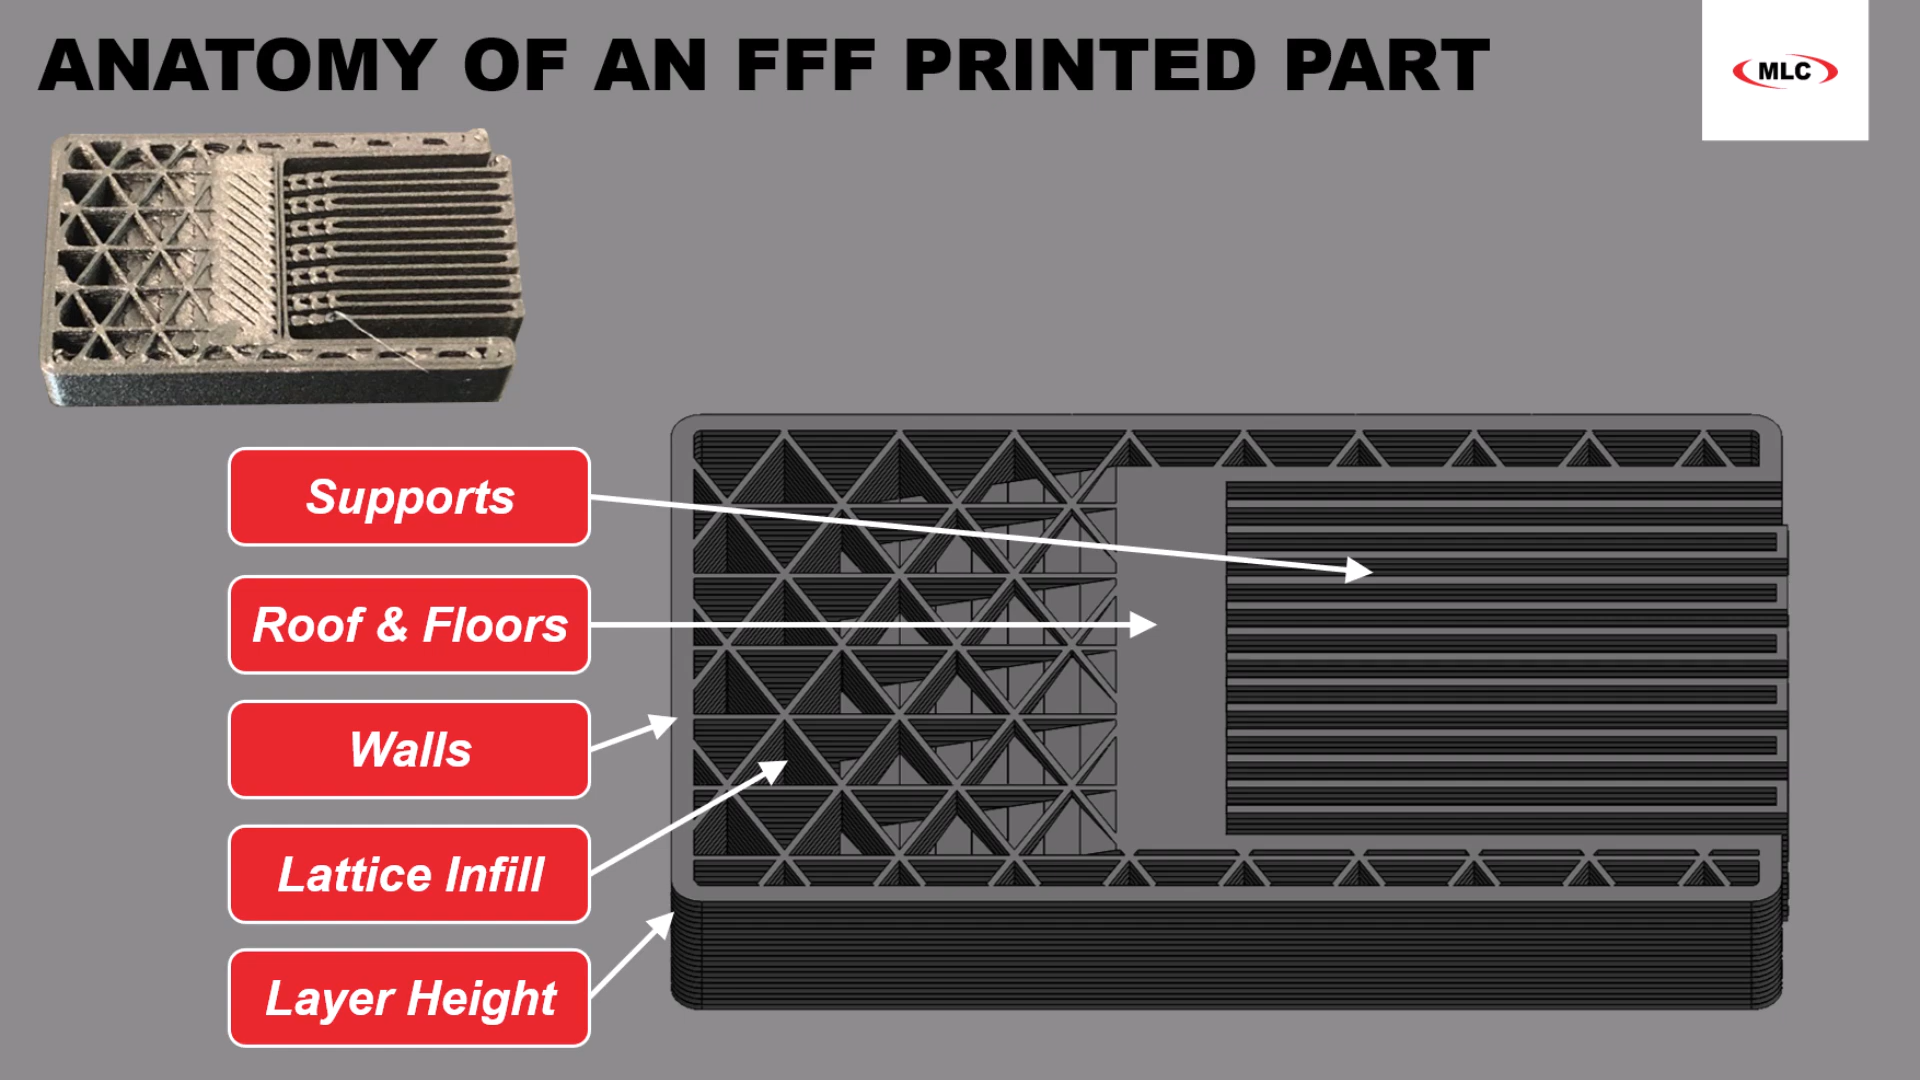 ANATOMY OF AN FFF PRINTED PART
MLC
Supports
Roof & Floors
Walls
Lattice Infill
Layer Height